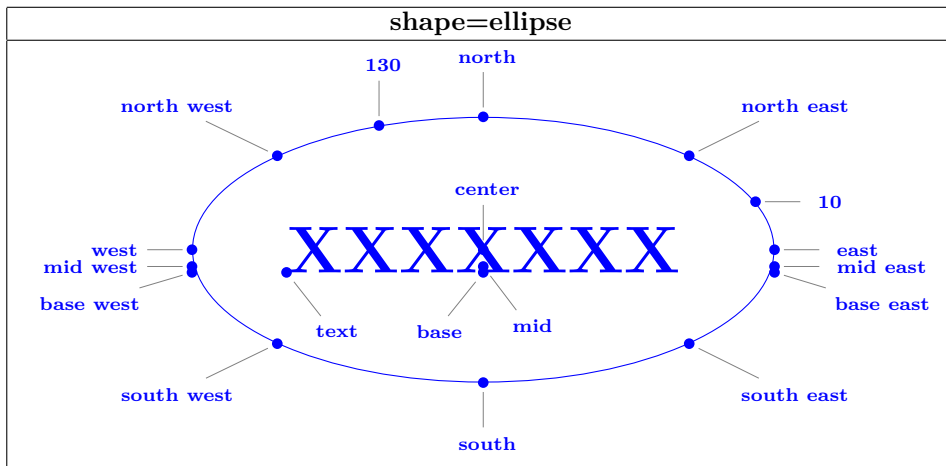 shape=ellipse
north
130
north west
north east
center
10
XXXXXXX
west
east
mid west
mid east
base west
base east
text
base
mid
south west
south east
south